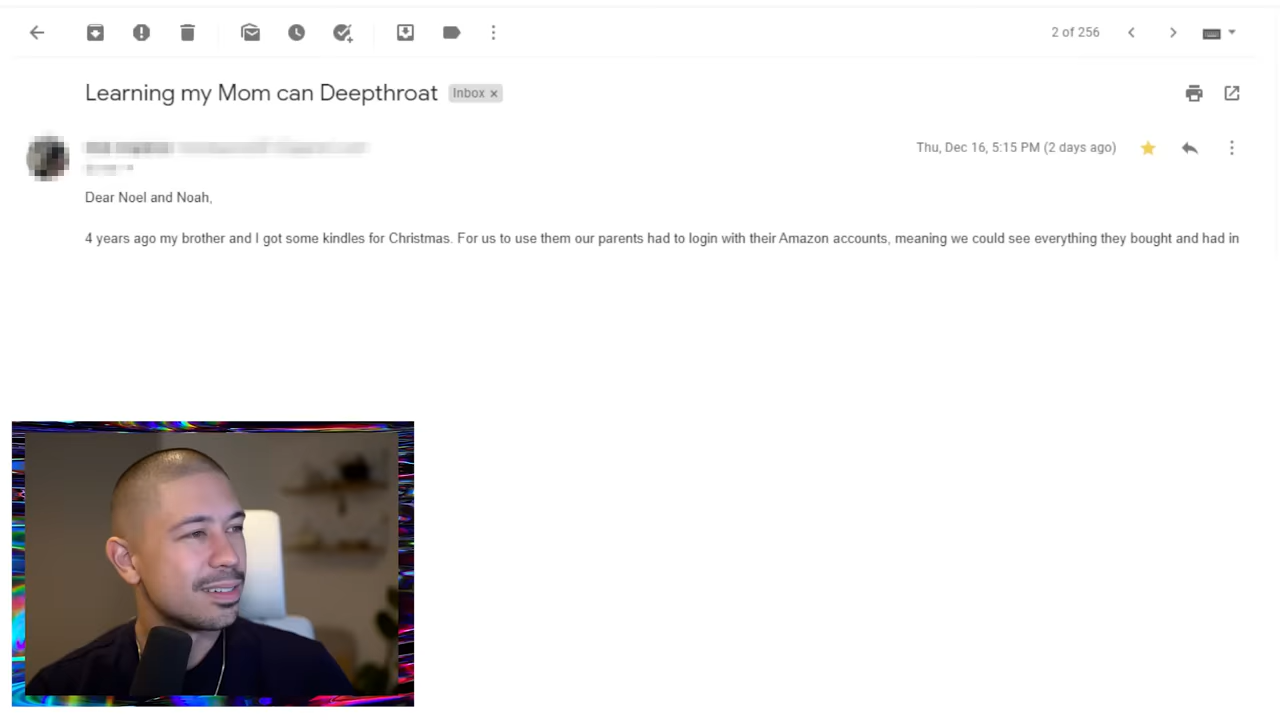 2 of 256
Learning my Mom can Deepthroat Inbox x
Thu, Dec 16, 5:15 PM (2 days ago)
Dear Noel and Noah,
4 years ago my brother and I got some kindles for Christmas. For us to use them our parents had to login with their Amazon accounts, meaning we could see everything they bought and had in